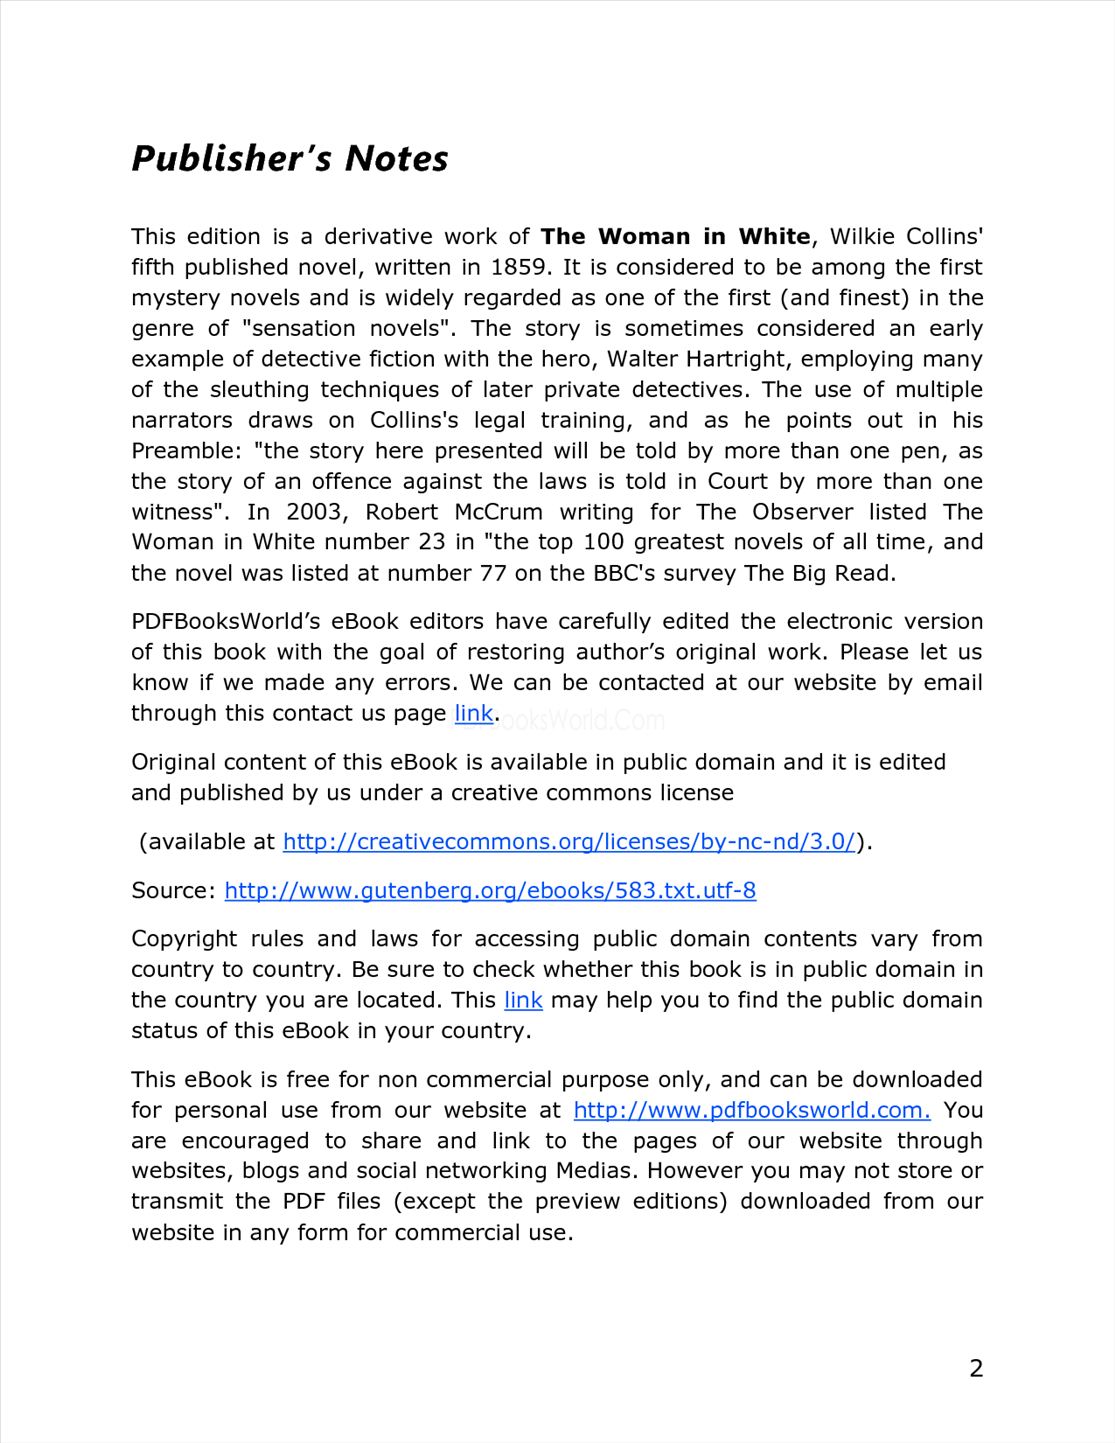 Publisher’s Notes
This edition is a derivative work of The Woman in White, Wilkie Collins'
fifth published novel, written in 1859. It is considered to be among the first
mystery novels and is widely regarded as one of the first (and finest) in the
genre of "sensation novels". The story is sometimes considered an early
example of detective fiction with the hero, Walter Hartright, employing many
of the sleuthing techniques of later private detectives. The use of multiple
narrators draws on Collins's legal training, and as he points out in his
Preamble: "the story here presented will be told by more than one pen, as
the story of an offence against the laws is told in Court by more than one
witness". In 2003, Robert McCrum writing for The Observer listed The
Woman in White number 23 in "the top 100 greatest novels of all time, and
the novel was listed at number 77 on the BBC's survey The Big Read.
PDFBooksWorld’s eBook editors have carefully edited the electronic version
of this book with the goal of restoring author’s original work. Please let us
know if we made any errors. We can be contacted at our website by email
through this contact us page link.
Original content of this eBook is available in public domain and it is edited
and published by us under a creative commons license
(available at http://creativecommons.org/licenses/by-nc-nd/3.0/).
Source: http://www.gutenberg.org/ebooks/583.txt.utf-8
Copyright rules and laws for accessing public domain contents vary from
country to country. Be sure to check whether this book is in public domain in
the country you are located. This link may help you to find the public domain
status of this eBook in your country.
This eBook is free for non commercial purpose only, and can be downloaded
for personal use from our website at http://www.pdfbooksworld.com. You
are encouraged to share and link to the pages of our website through
websites, blogs and social networking Medias. However you may not store or
transmit the PDF files (except the preview editions) downloaded from our
website in any form for commercial use.
2